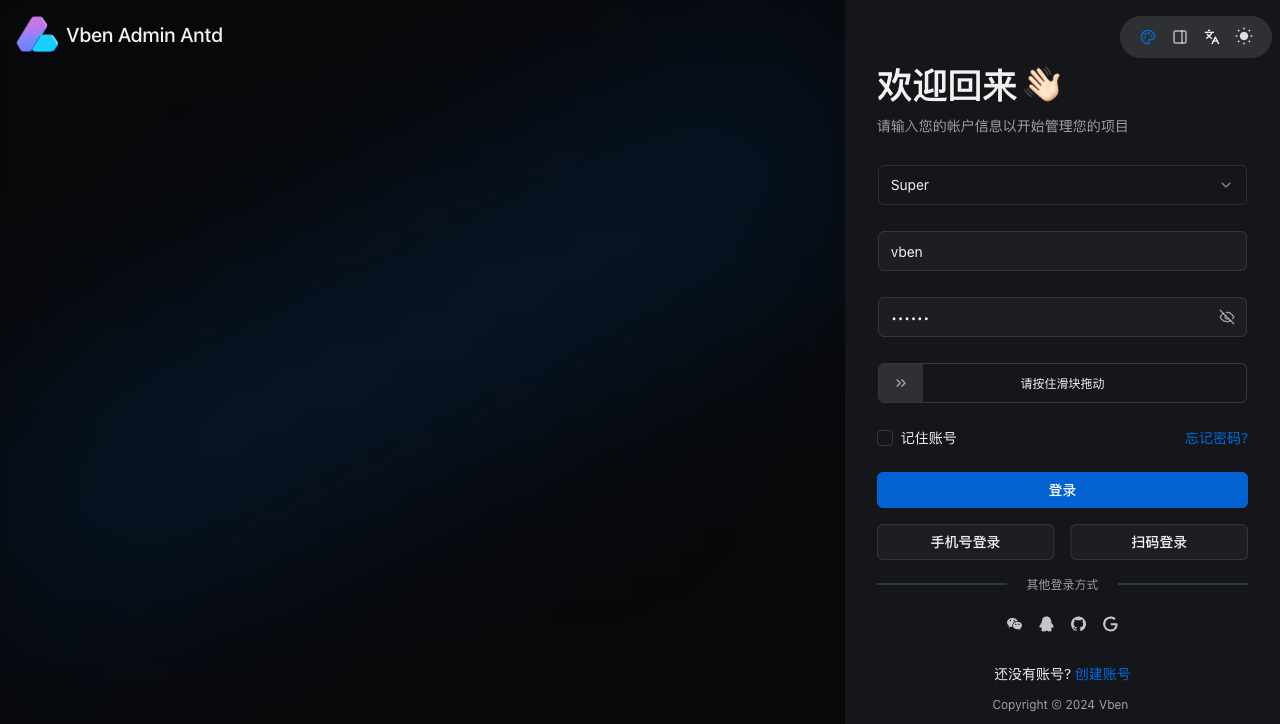 Vben Admin Antd
欢迎回来 👋🏻
请输入您的帐户信息以开始管理您的项目
Super
vben
••••••
请按住滑块拖动
记住账号
忘记密码?
登录
手机号登录
扫码登录
其他登录方式
还没有账号? 创建账号
Copyright © 2024 Vben